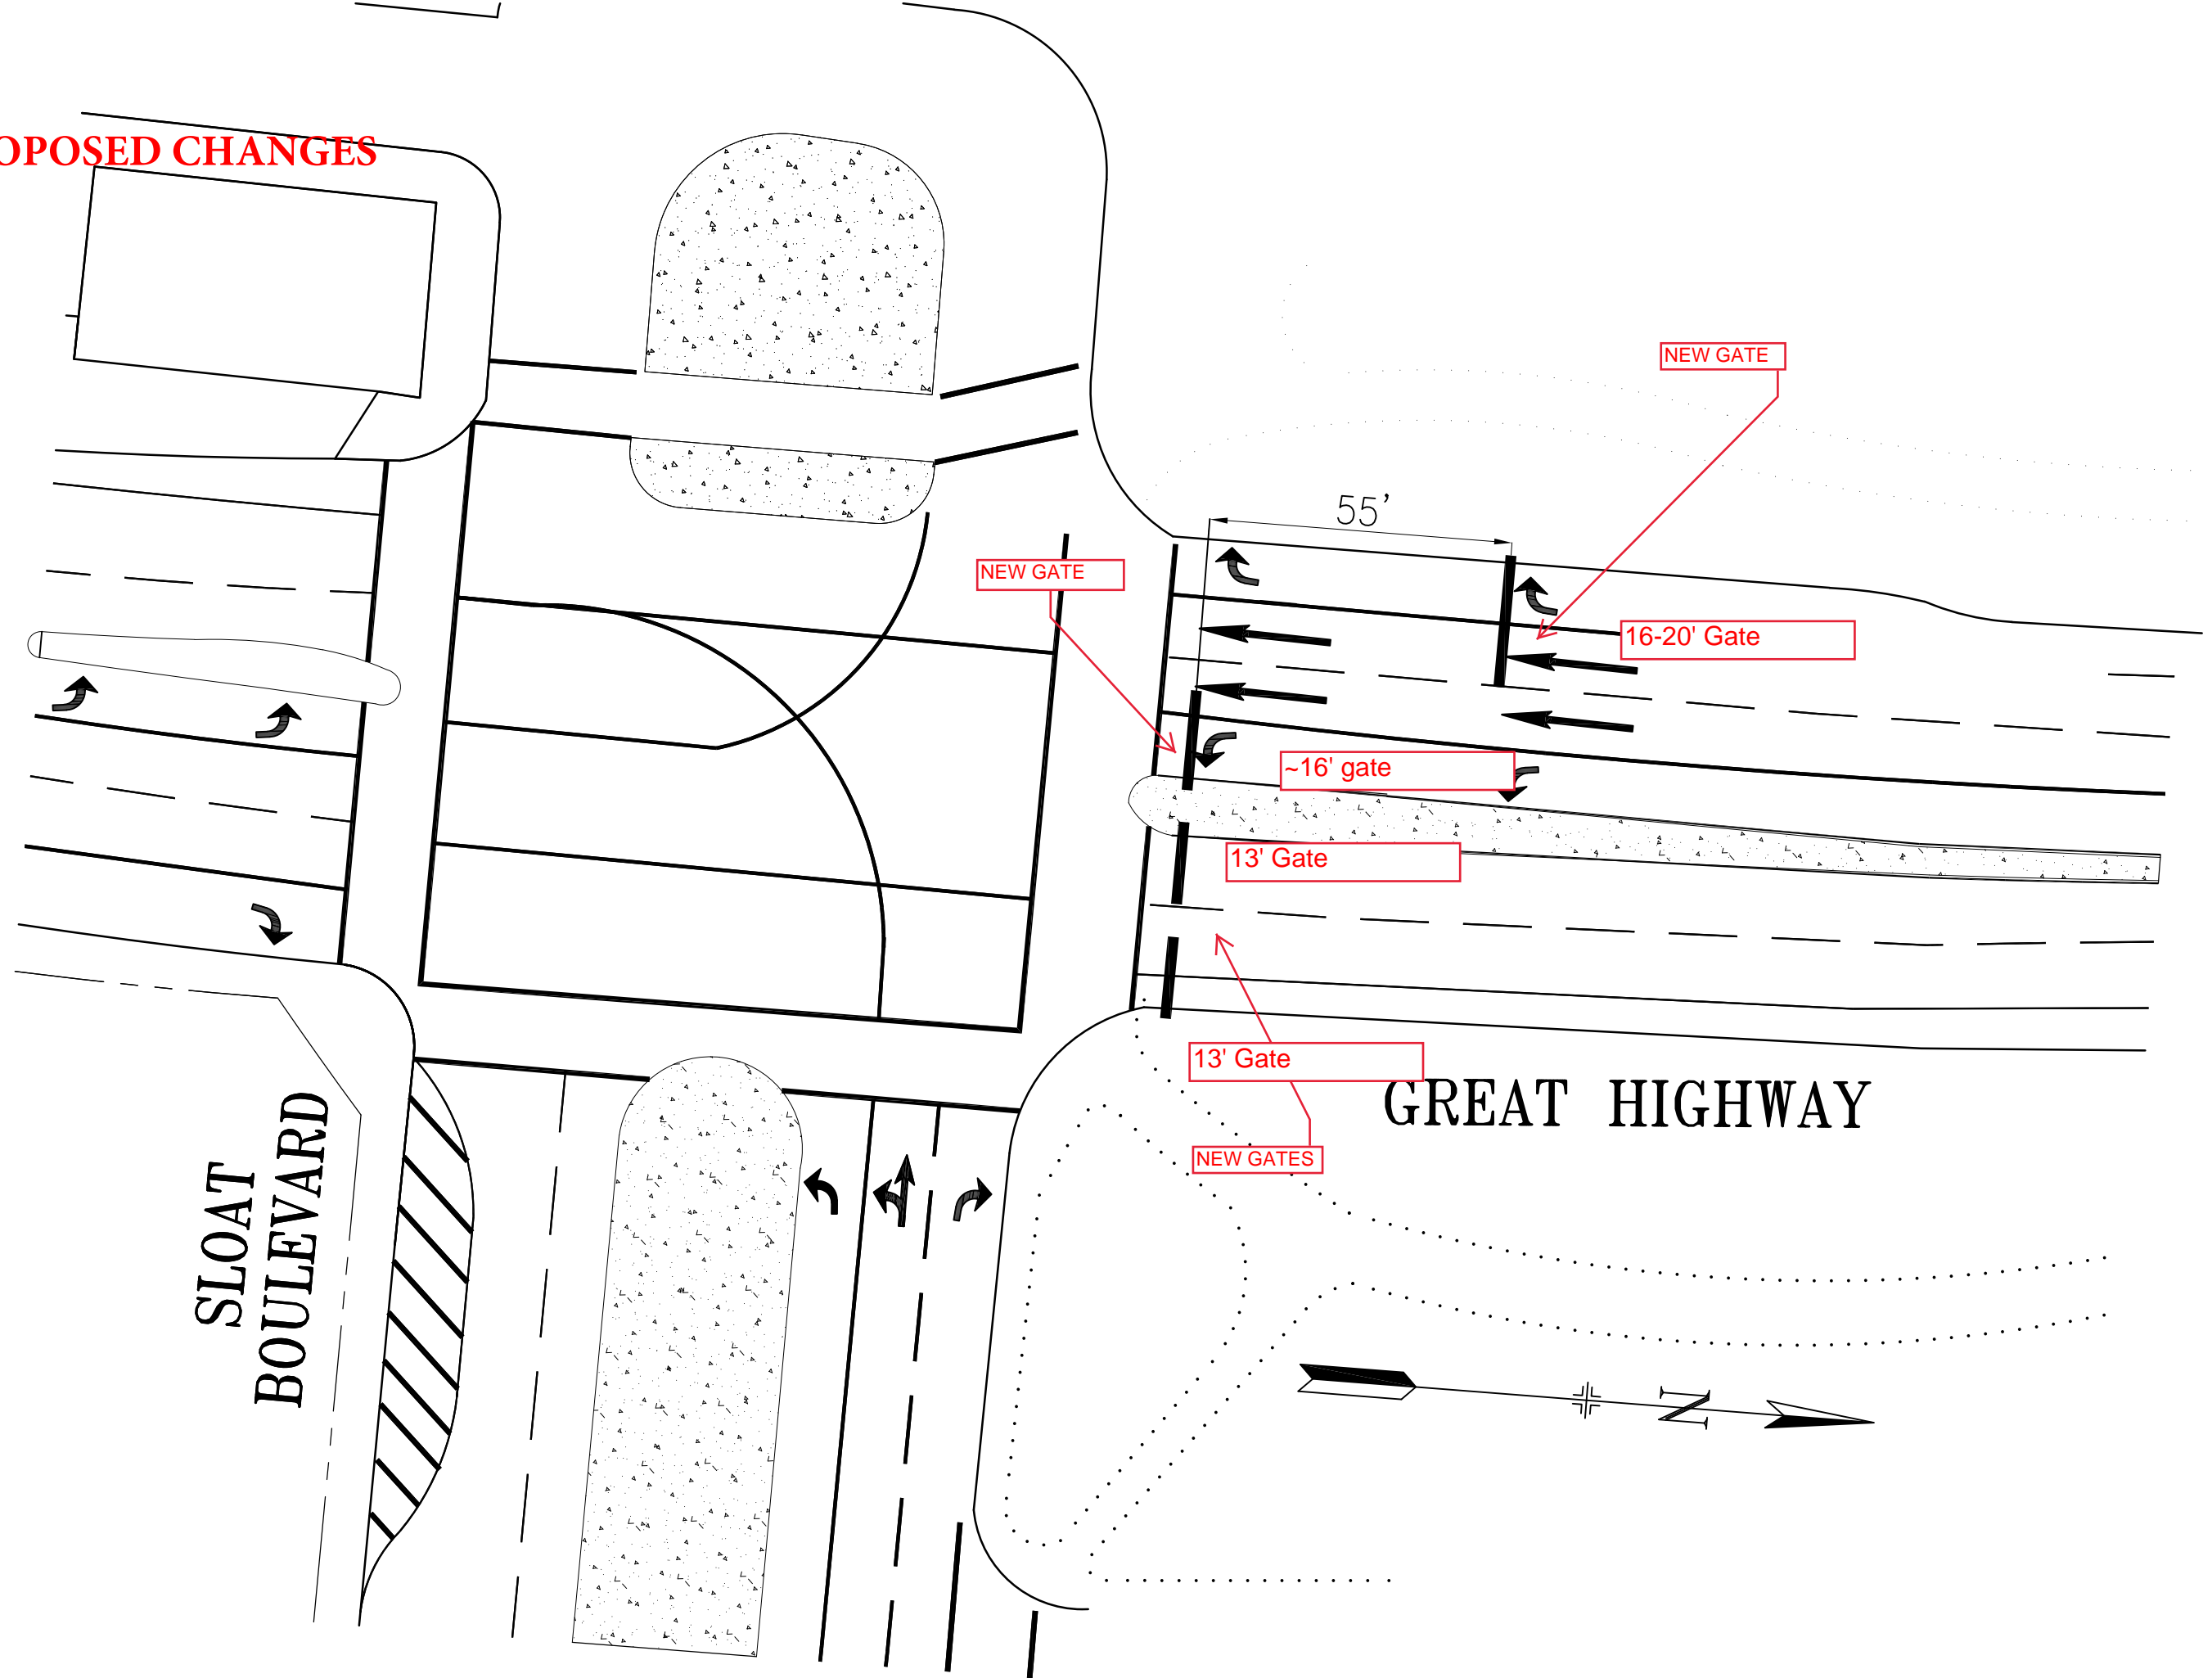 OPOSED CHANGES
NEW GATE
55'
NEW GATE
16-20' Gate
~16' gate
13' Gate
13' Gate
GREAT HIGHWAY
NEW GATES
SLOAT
BOULEVARD
N